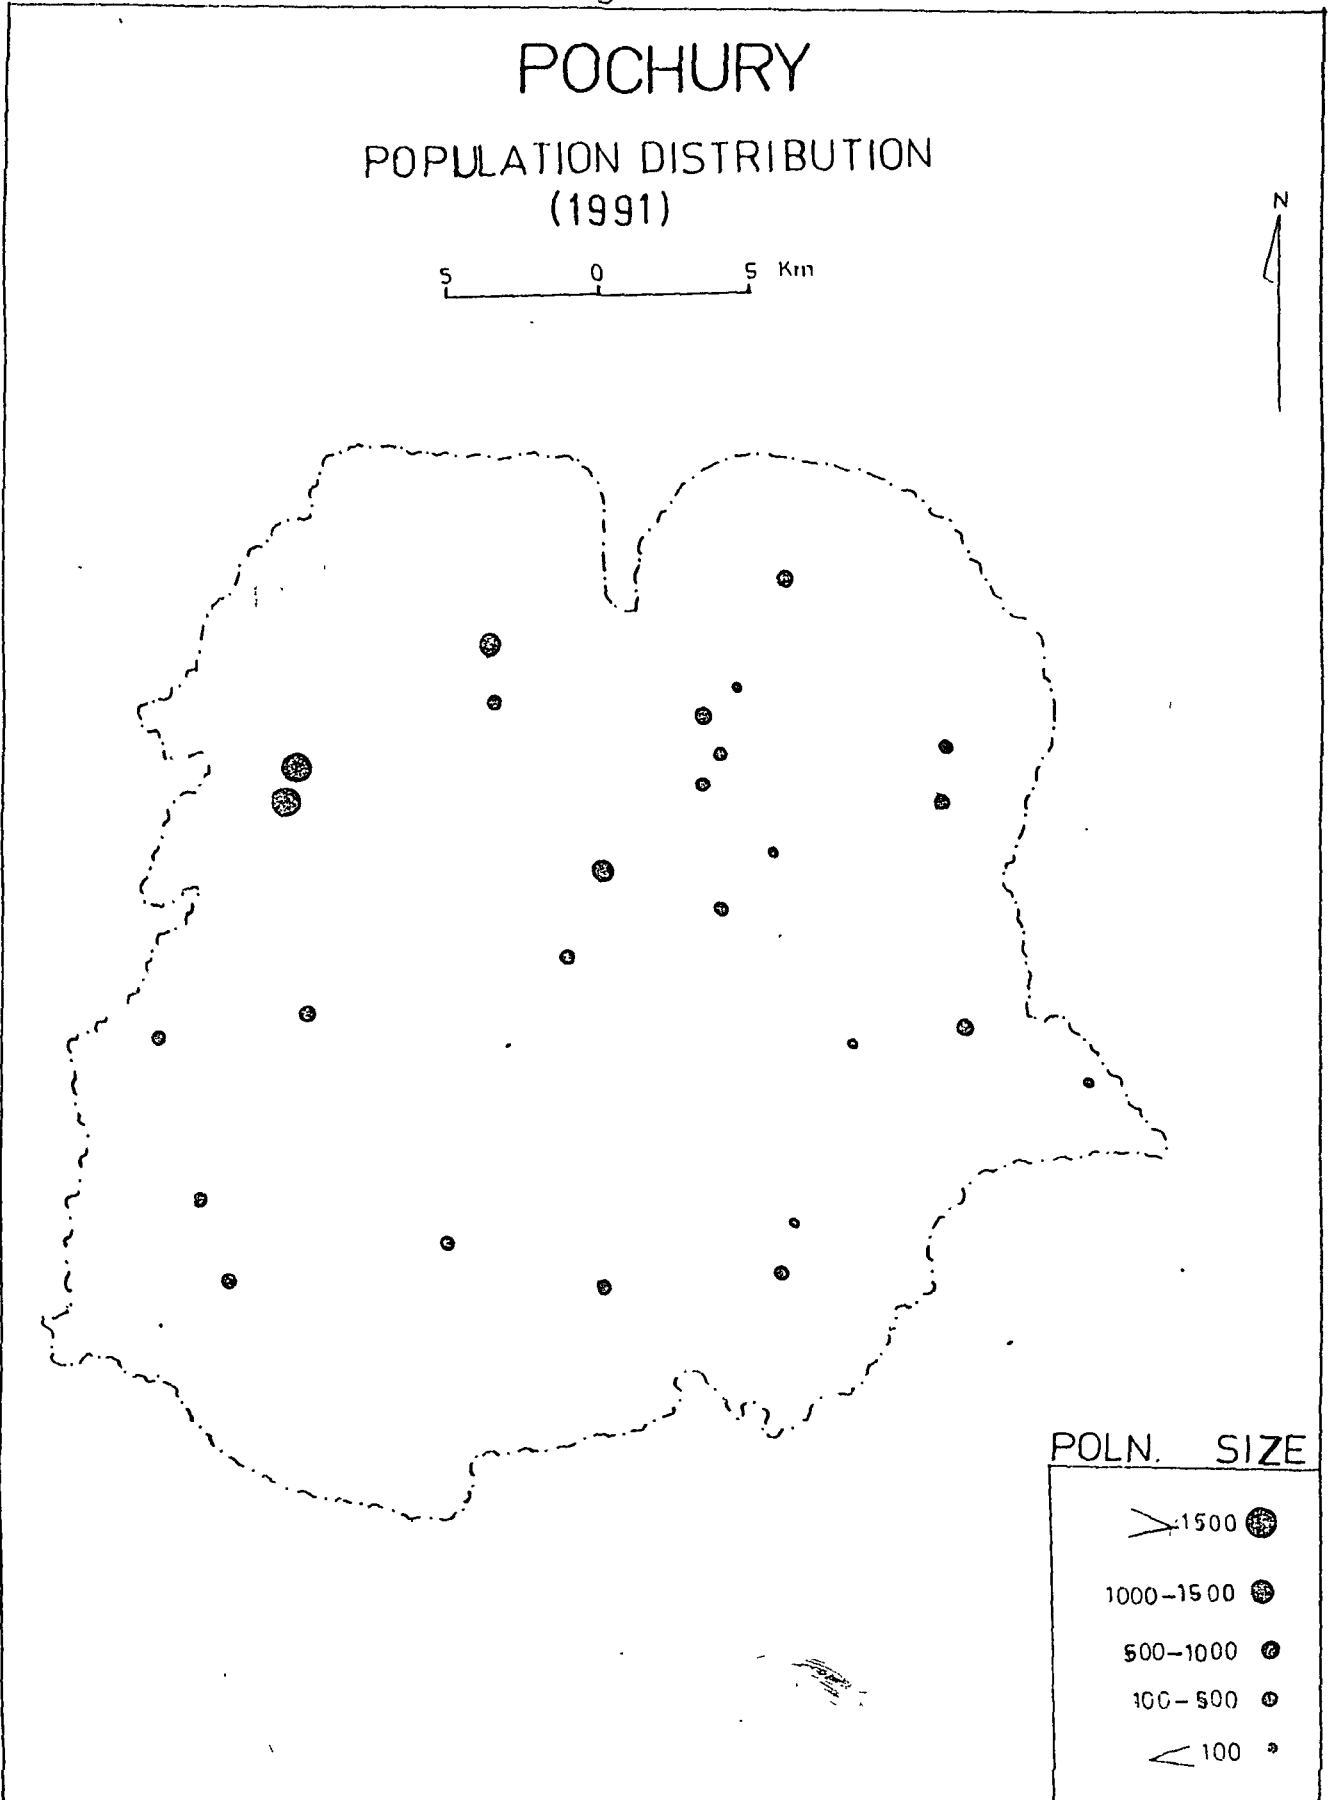 POCHURY
POPULATION DISTRIBUTION
(1991)
5 0 5 Km
N
POLN. SIZE
>1500
1000-1500
500-1000
100-500
<100